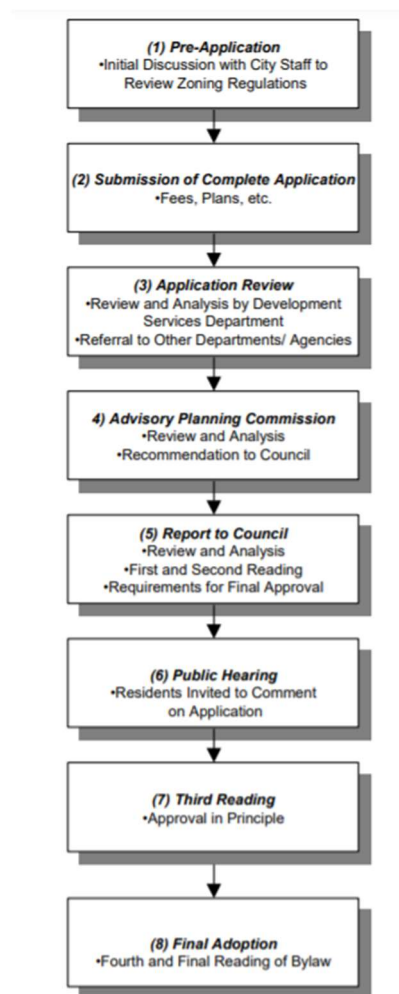 (1) Pre-Application
•Initial Discussion with City Staff to
Review Zoning Regulations
(2) Submission of Complete Application
•Fees, Plans, etc.
(3) Application Review
•Review and Analysis by Development
Services Department
•Referral to Other Departments/ Agencies
4) Advisory Planning Commission
•Review and Analysis
•Recommendation to Council
(5) Report to Council
•Review and Analysis
•First and Second Reading
•Requirements for Final Approval
(6) Public Hearing
•Residents Invited to Comment
on Application
(7) Third Reading
•Approval in Principle
(8) Final Adoption
•Fourth and Final Reading of Bylaw